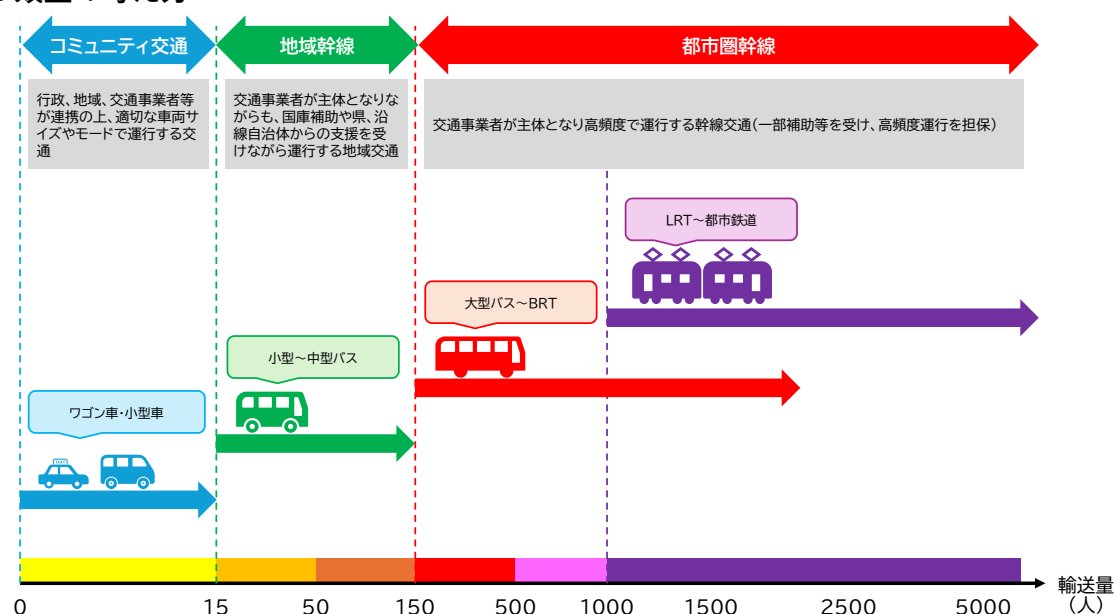 コミュニティ交通
地域幹線
都市圏幹線
行政、地域、交通事業者等
が連携の上、適切な車両サ
イズやモードで運行する交
通
交通事業者が主体となりな
がらも、国庫補助や県、沿
線自治体からの支援を受
けながら運行する地域交通
交通事業者が主体となり高頻度で運行する幹線交通（一部補助等を受け、高頻度運行を担保）
LRT～都市鉄道
大型バス～BRT
小型～中型バス
ワゴン車・小型車
0
15
50
150
500
1000
1500
2500
5000
輸送量
（人）